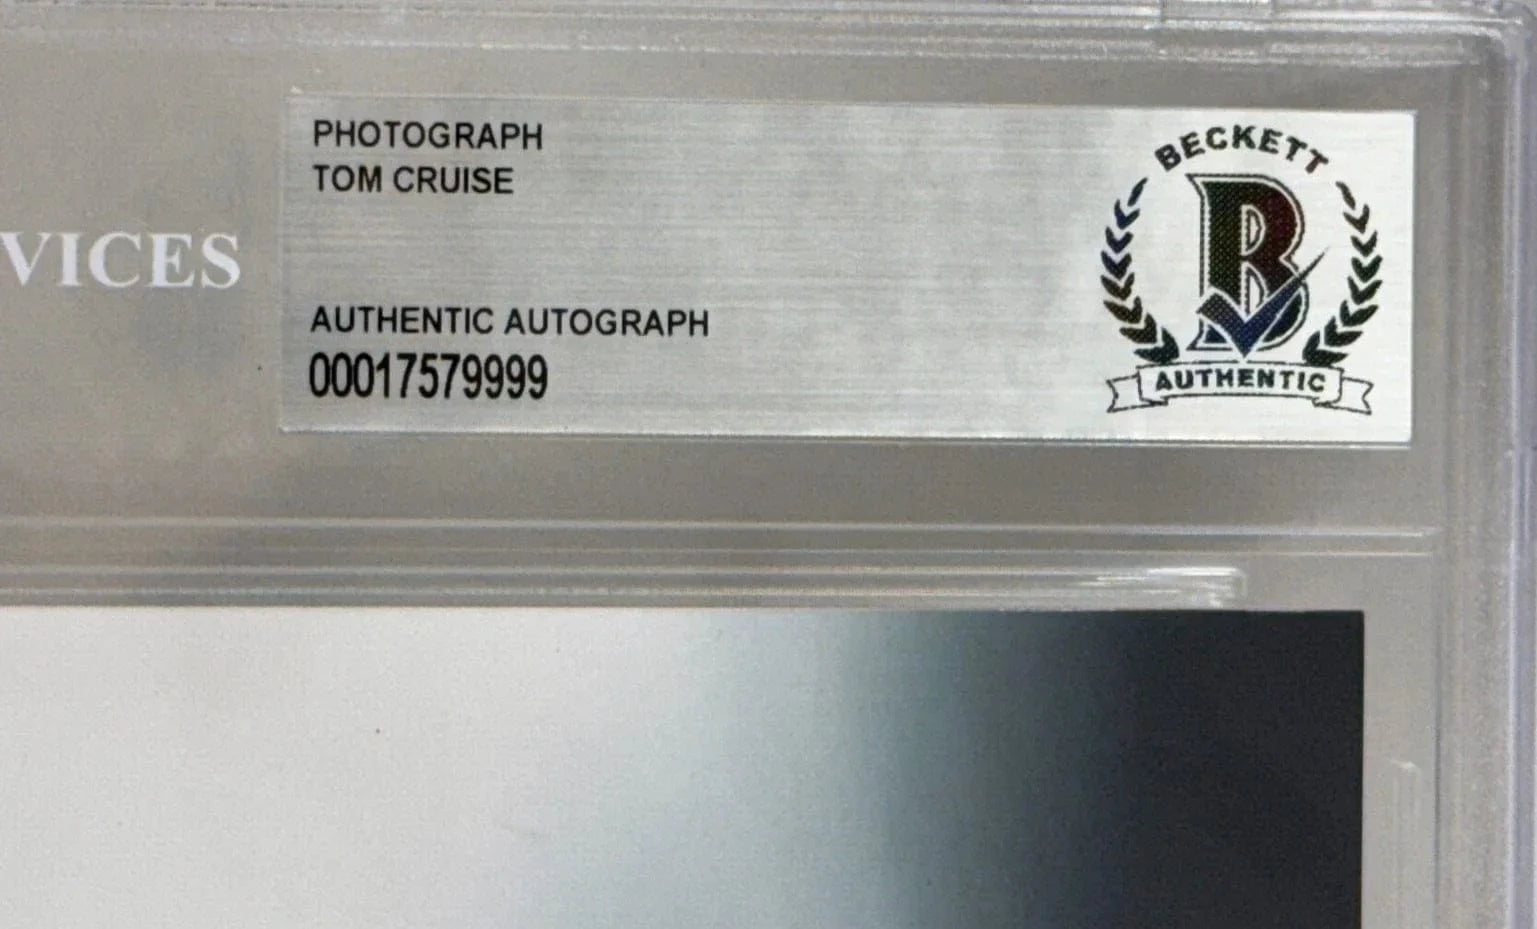 VICES
PHOTOGRAPH
TOM CRUISE
AUTHENTIC AUTOGRAPH
00017579999
BECKETT
B
AUTHENTIC